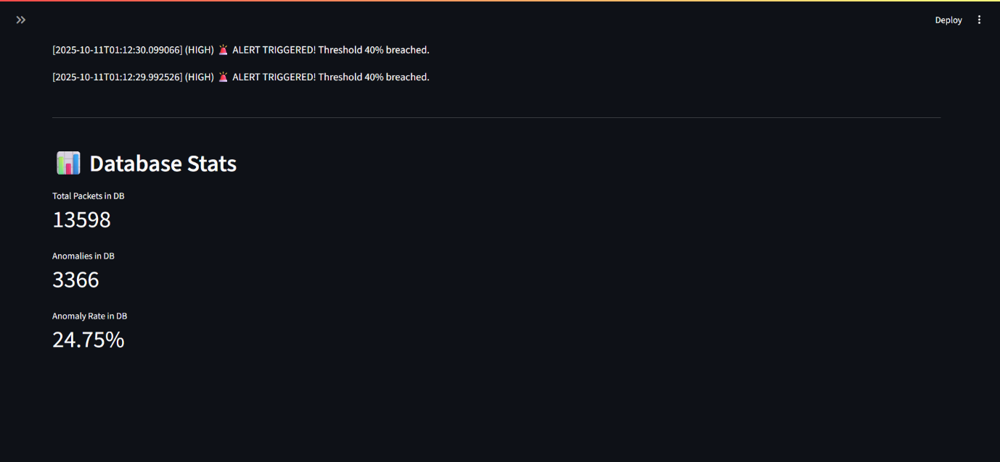 Deploy
[2025-10-11T01:12:30.099066] (HIGH) 🚨 ALERT TRIGGERED! Threshold 40% breached.
[2025-10-11T01:12:29.992526] (HIGH) 🚨 ALERT TRIGGERED! Threshold 40% breached.
📊 Database Stats
Total Packets in DB
13598
Anomalies in DB
3366
Anomaly Rate in DB
24.75%